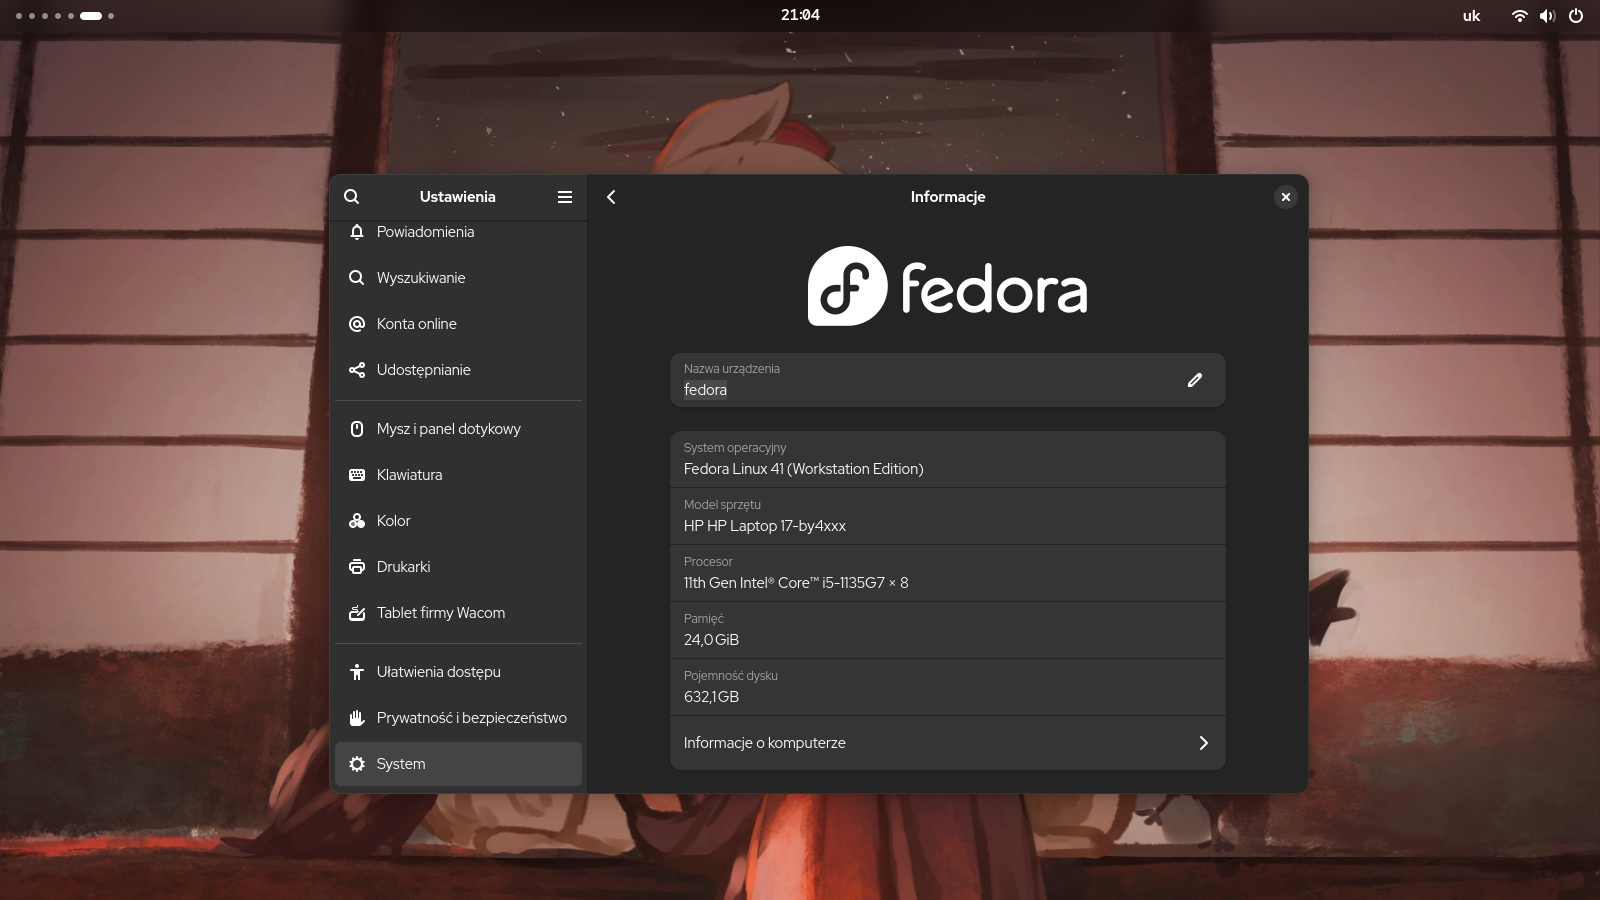 21:04
uk
Ustawienia
Powiadomienia
Wyszukiwanie
Konta online
Udostępnianie
Mysz i panel dotykowy
Klawiatura
Kolor
Drukarki
Tablet firmy Wacom
Ułatwienia dostępu
Prywatność i bezpieczeństwo
System
Informacje
fedora
Nazwa urządzenia
fedora
System operacyjny
Fedora Linux 41 (Workstation Edition)
Model sprzętu
HP HP Laptop 17-by4xxx
Procesor
11th Gen Intel® Core™ i5-1135G7 × 8
Pamięć
24,0 GiB
Pojemność dysku
632,1 GB
Informacje o komputerze